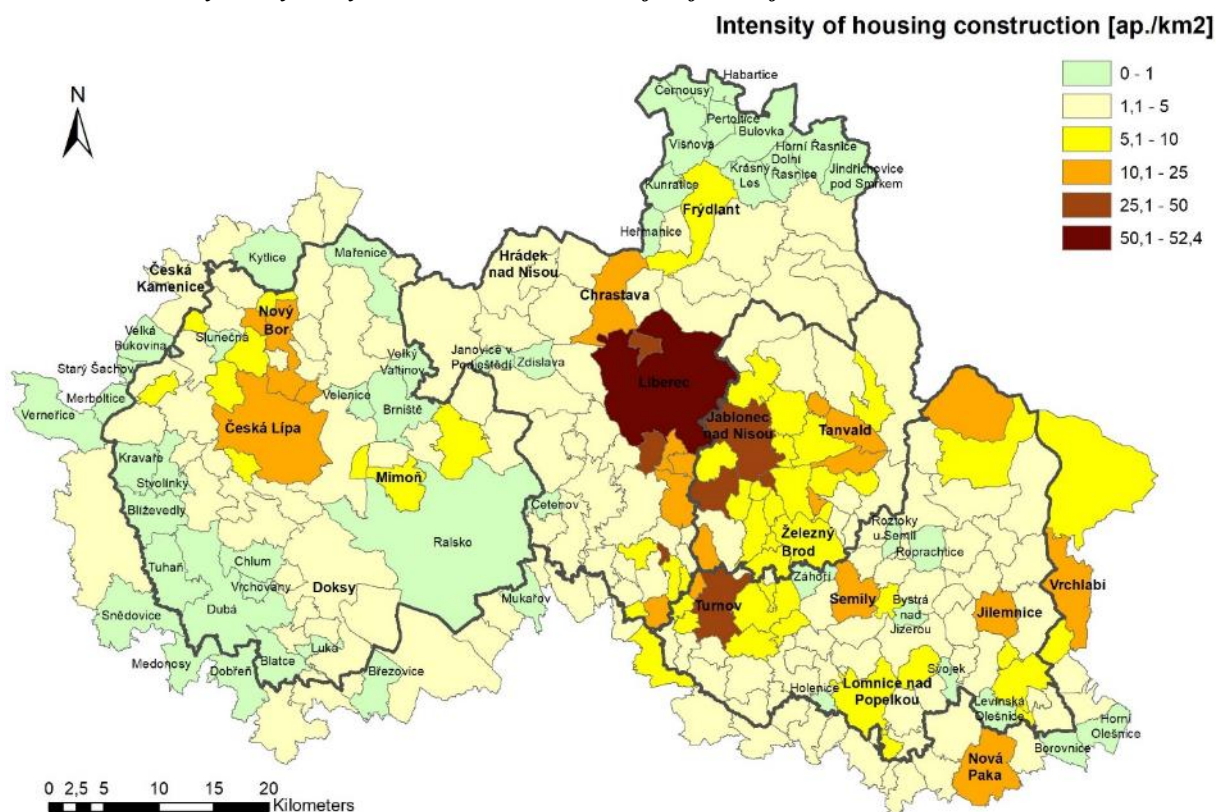 Intensity of housing construction [ap./km2]
0 - 1
1,1 - 5
5,1 - 10
10,1 - 25
25,1 - 50
50,1 - 52,4
N
Habartice
Černousy
Pertoltice
Bulovka
Višňová
Horní Řasnice
Dolní
Řasnice
Krásný
Les
Jindřichovice
pod Smrkem
Kunratice
Frýdlant
Heřmanice
Mařenice
Kytlice
Hrádek
nad Nisou
Česká
Kamenice
Chrastava
Nový
Bor
Velká
Bukovina
Slunečná
Starý Šachov
Janovice v
Podještědí
Zdislava
Velký
Valtinov
Liberec
Merboltice
Velenice
Brniště
Verneřice
Jablonec
nad Nisou
Tanvald
Česká Lípa
Kravaře
Mimoň
Stvolínky
Blíževedly
Cetenov
Železný
Brod
Roztoky
u Semil
Roprachtice
Ralsko
Tuhaň
Chlum
Vrchovany
Doksy
Záhoří
Vrchlabí
Snědovice
Dubá
Mukařov
Turnov
Semily
Bystrá
nad
Jizerou
Jilemnice
Luka
Medonosy
Dobřeň
Blatce
Březovice
Svojek
Holenice
Lomnice nad
Popelkou
Levínská
Olešnice
Horní
Olešnice
Borovnice
Nová
Paka
0 2,5 5 10 15 20
Kilometers